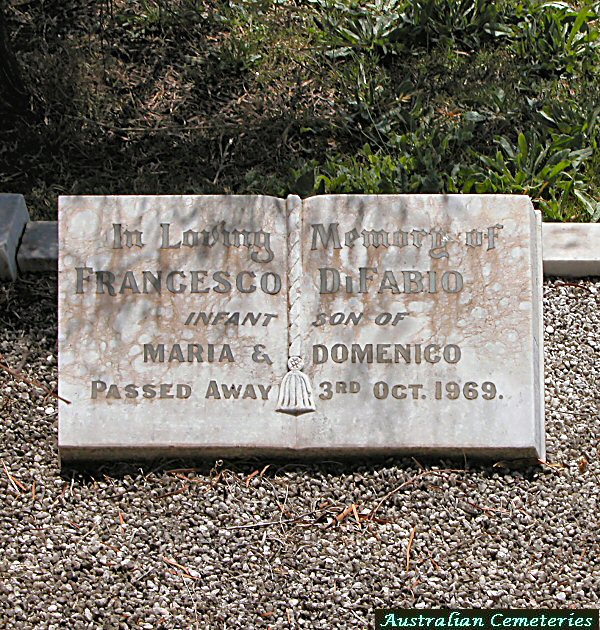 In Loving Memory of
FRANCESCO DIFABIO
INFANT SON OF
MARIA & DOMENICO
PASSED AWAY 3RD OCT. 1969.
Australian Cemeteries